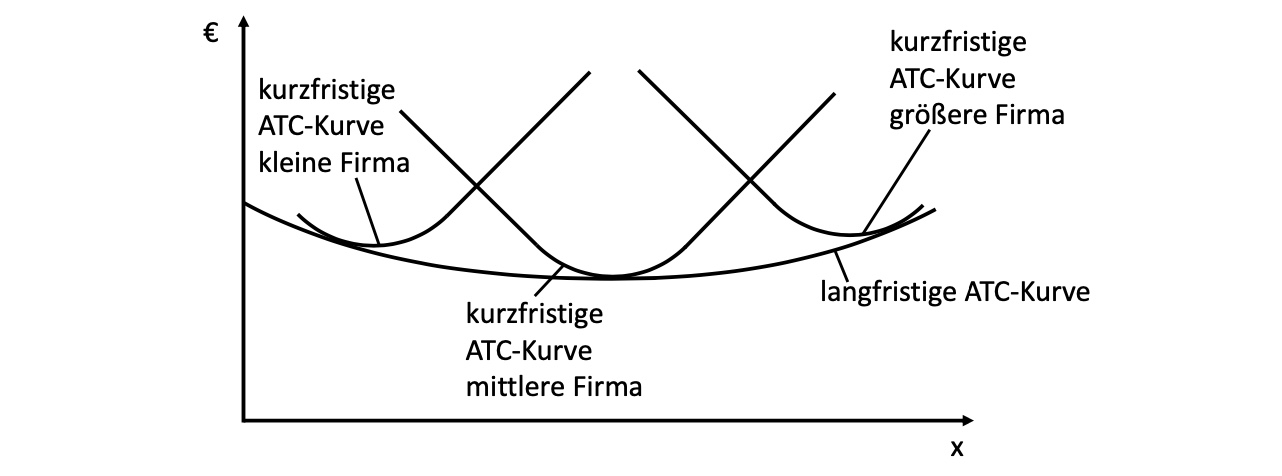 €
kurzfristige
ATC-Kurve
kleine Firma
kurzfristige
ATC-Kurve
größere Firma
kurzfristige
ATC-Kurve
mittlere Firma
langfristige ATC-Kurve
x